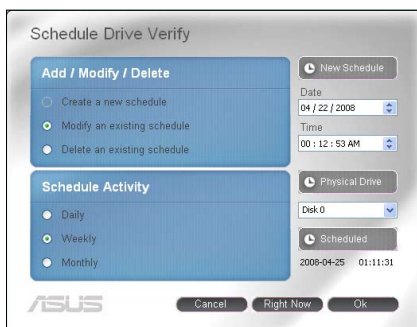 Schedule Drive Verify
Add / Modify / Delete
Create a new schedule
Modify an existing schedule
Delete an existing schedule
New Schedule
Date
04 / 22 / 2008
Time
00 : 12 : 53 AM
Schedule Activity
Daily
Weekly
Monthly
Physical Drive
Disk 0
Scheduled
2008-04-25 01:11:31
ASUS
Cancel
Right Now
Ok